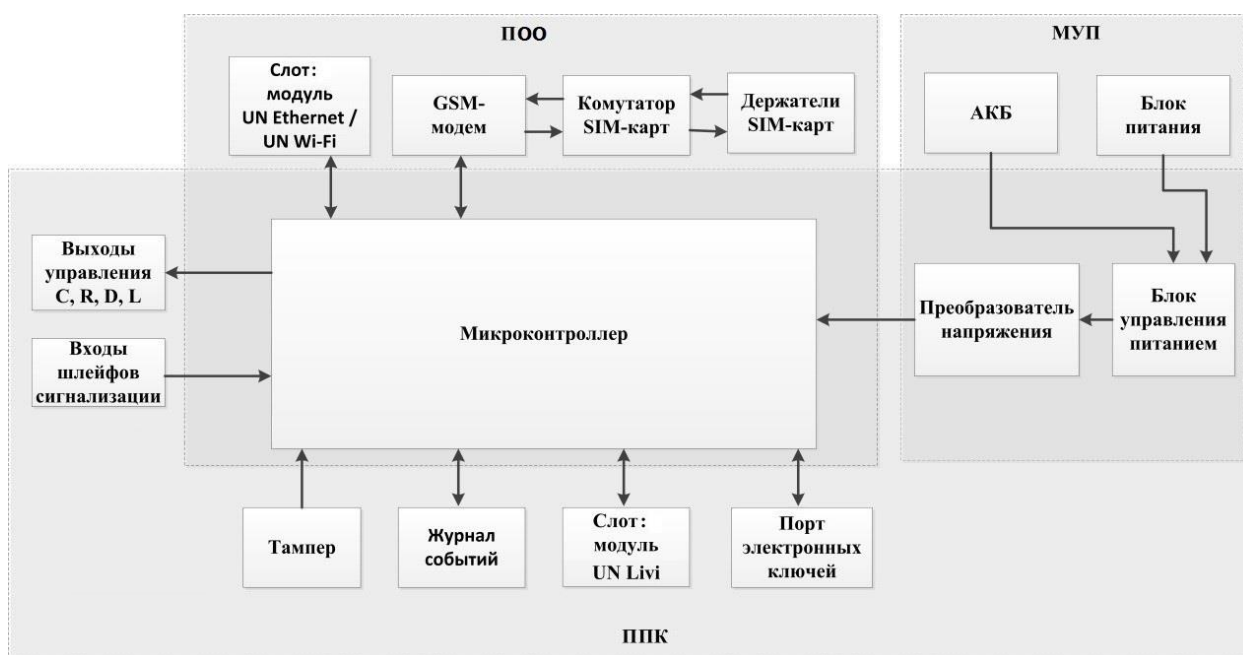 ПОО
МУП
Слот:
модуль
UN Ethernet /
UN Wi-Fi
GSM-
модем
Комутатор
SIM-карт
Держатели
SIM-карт
АКБ
Блок
питания
Выходы
управления
C, R, D, L
Входы
шлейфов
сигнализации
Микроконтроллер
Преобразователь
напряжения
Блок
управления
питанием
Тампер
Журнал
событий
Слот:
модуль
UN Livi
Порт
электронных
ключей
ППК